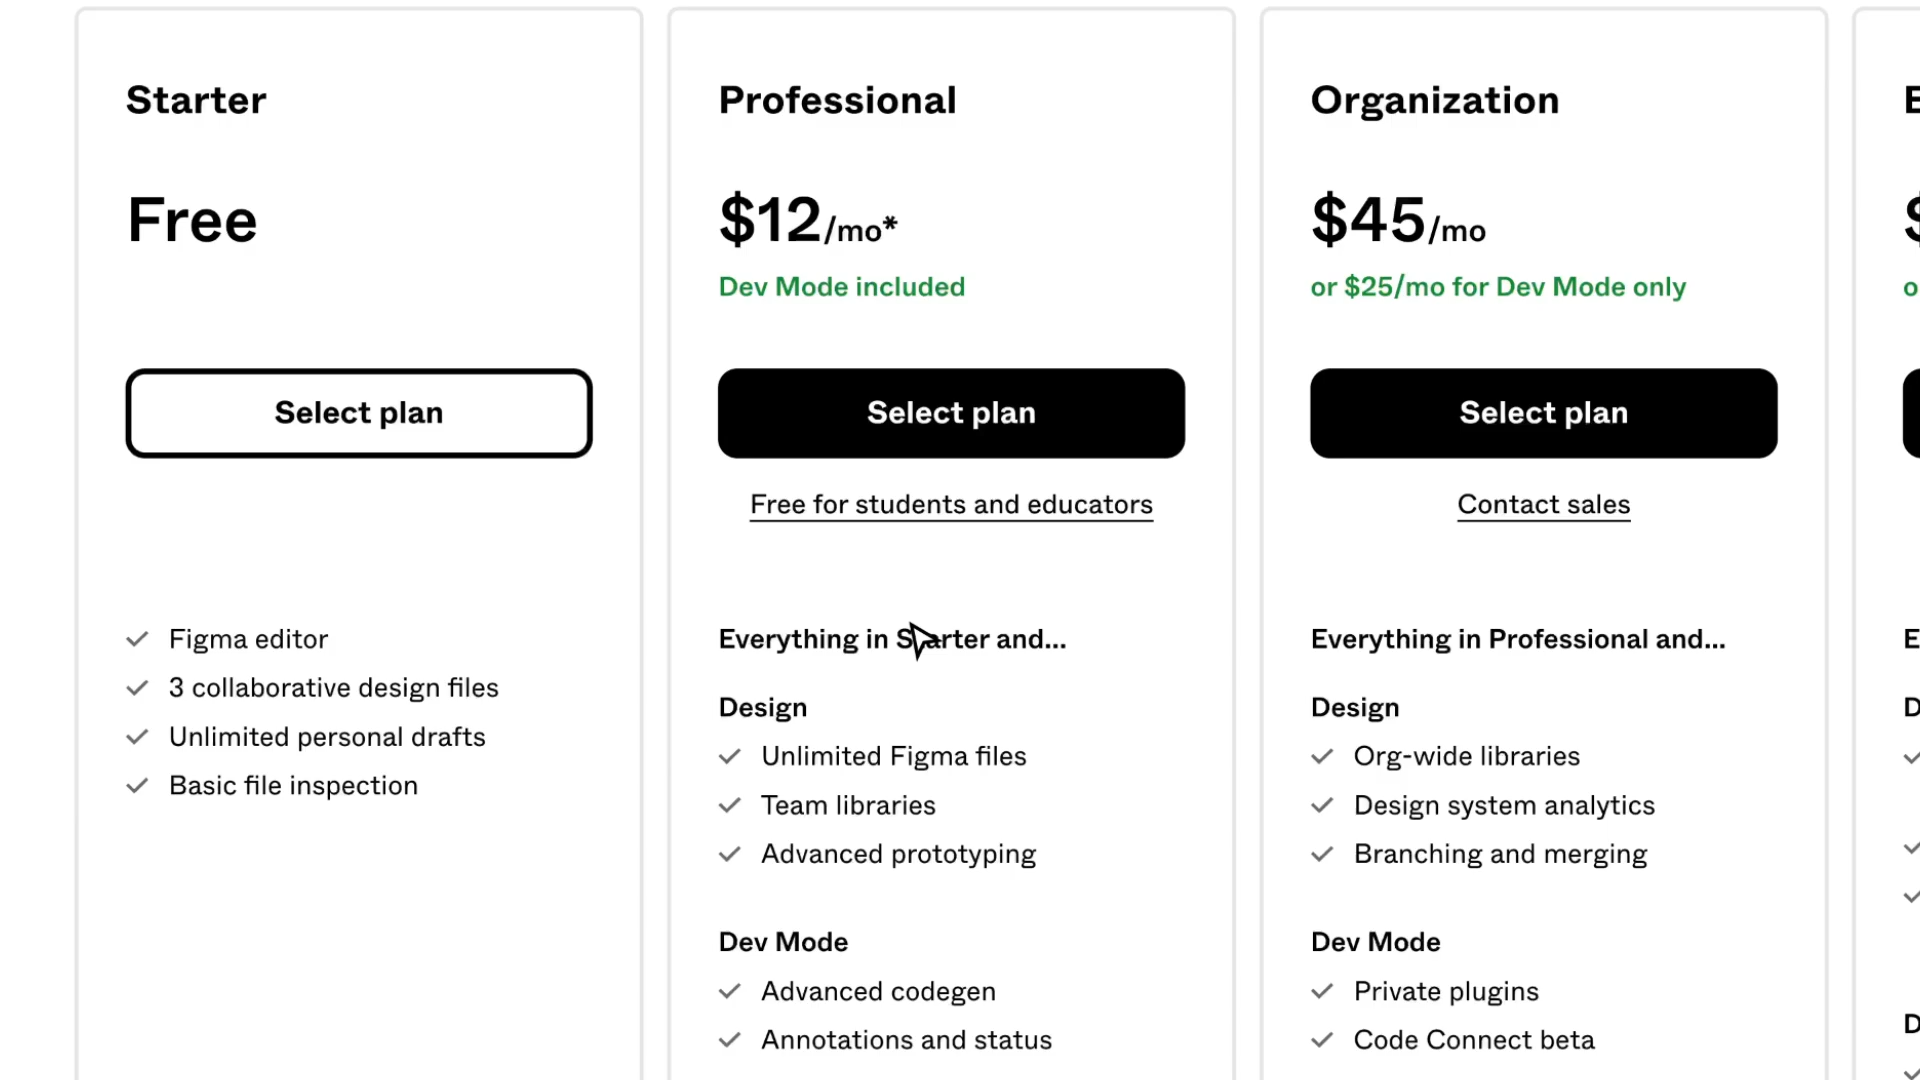 Starter
Free
Select plan
Figma editor
3 collaborative design files
Unlimited personal drafts
Basic file inspection
Professional
$12/mo*
Dev Mode included
Select plan
Free for students and educators
Everything in Starter and...
Design
Unlimited Figma files
Team libraries
Advanced prototyping
Dev Mode
Advanced codegen
Annotations and status
Organization
$45/mo
or $25/mo for Dev Mode only
Select plan
Contact sales
Everything in Professional and...
Design
Org-wide libraries
Design system analytics
Branching and merging
Dev Mode
Private plugins
Code Connect beta